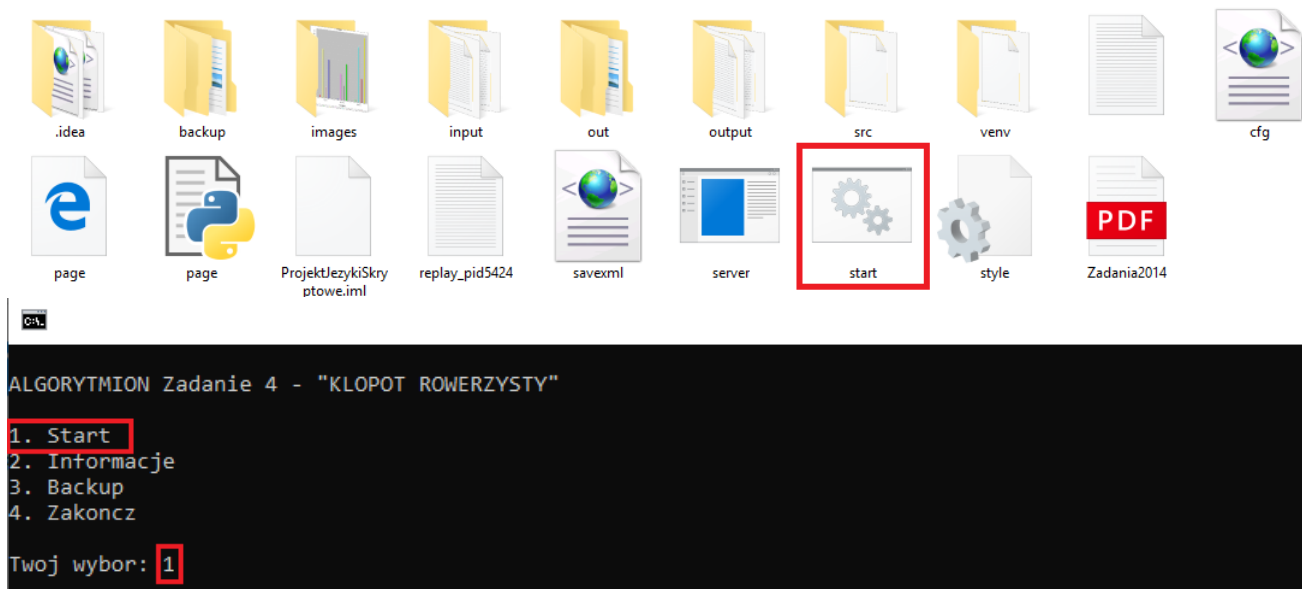 .idea backup images input out output src venv cfg
PDF
page page ProjektJezykiSkry replay_pid5424 savexml server start style Zadania2014
ptowe.iml
C:\.
ALGORYTMION Zadanie 4 - "KLOPOT ROWERZYSTY"
1. Start
2. Informacje
3. Backup
4. Zakoncz
Twoj wybor: 1